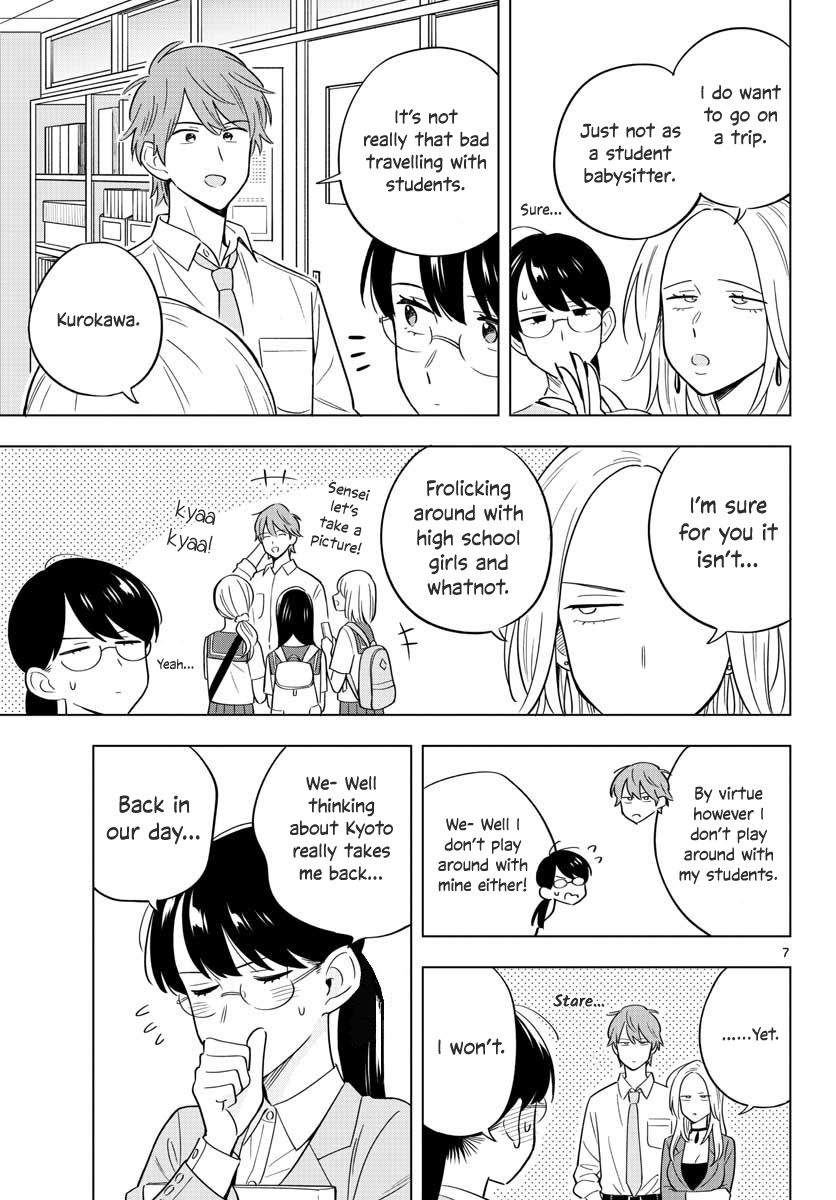 I do want
to go on
a trip.
Just not as
a student
babysitter.
Sure...
It's not
really that bad
travelling with
students.
Kurokawa.
I'm sure
for you it
isn't...
Frolicking
around with
high school
girls and
whatnot.
Sensei
let's
take a
picture!
kyaa
kyaa!
Yeah...
By virtue
however I
don't play
around with
my students.
We- Well I
don't play
around with
mine either!
......Yet.
Stare...
I won't.
We- Well
thinking
about Kyoto
really takes
me back...
Back in
our day...
7